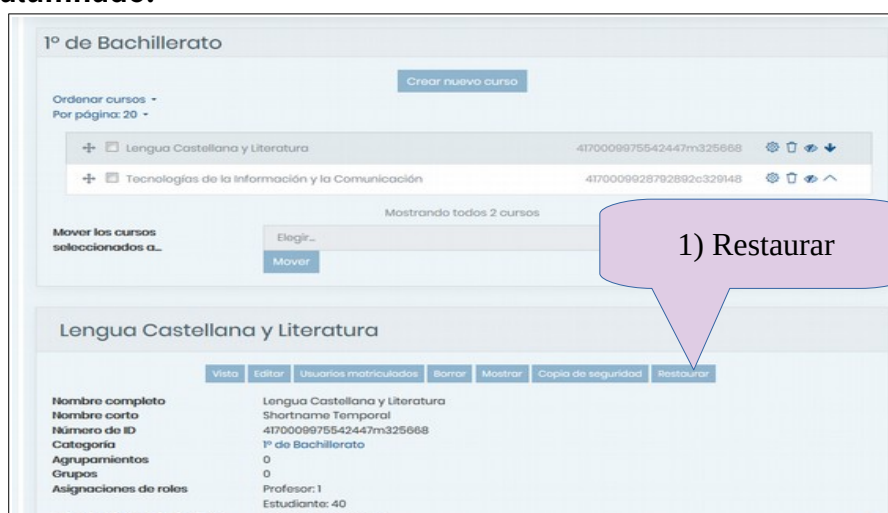 1º de Bachillerato
Crear nuevo curso
Ordenar cursos
Por página: 20
Lengua Castellana y Literatura 4170009975542447m325668
Tecnologías de la Información y la Comunicación 4170009928792892c329148
Mostrando todos 2 cursos
Mover los cursos
seleccionados a...
Elegir...
Mover
1) Restaurar
Lengua Castellana y Literatura
Vista Editar Usuarios matriculados Borrar Mostrar Copia de seguridad Restaurar
Nombre completo Lengua Castellana y Literatura
Nombre corto Shortname Temporal
Número de ID 4170009975542447m325668
Categoría 1º de Bachillerato
Agrupamientos 0
Grupos 0
Asignaciones de roles Profesor: 1
Estudiante: 40